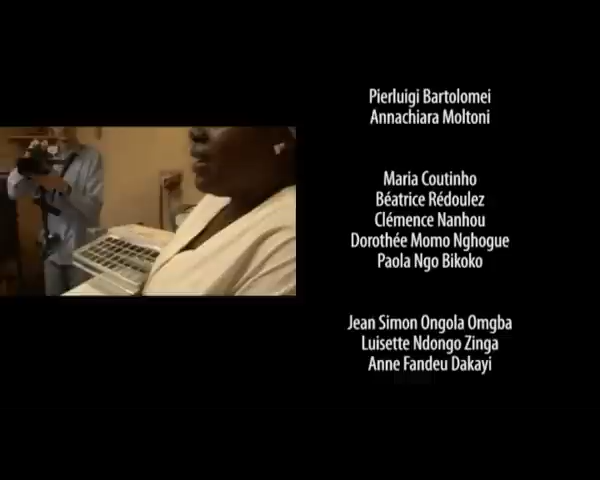 Pierluigi Bartolomei
Annachiara Moltoni
Maria Coutinho
Béatrice Rédoulez
Clémence Nanhou
Dorothée Momo Nghogue
Paola Ngo Bikoko
Jean Simon Ongola Omgba
Luisette Ndongo Zinga
Anne Fandeu Dakayi